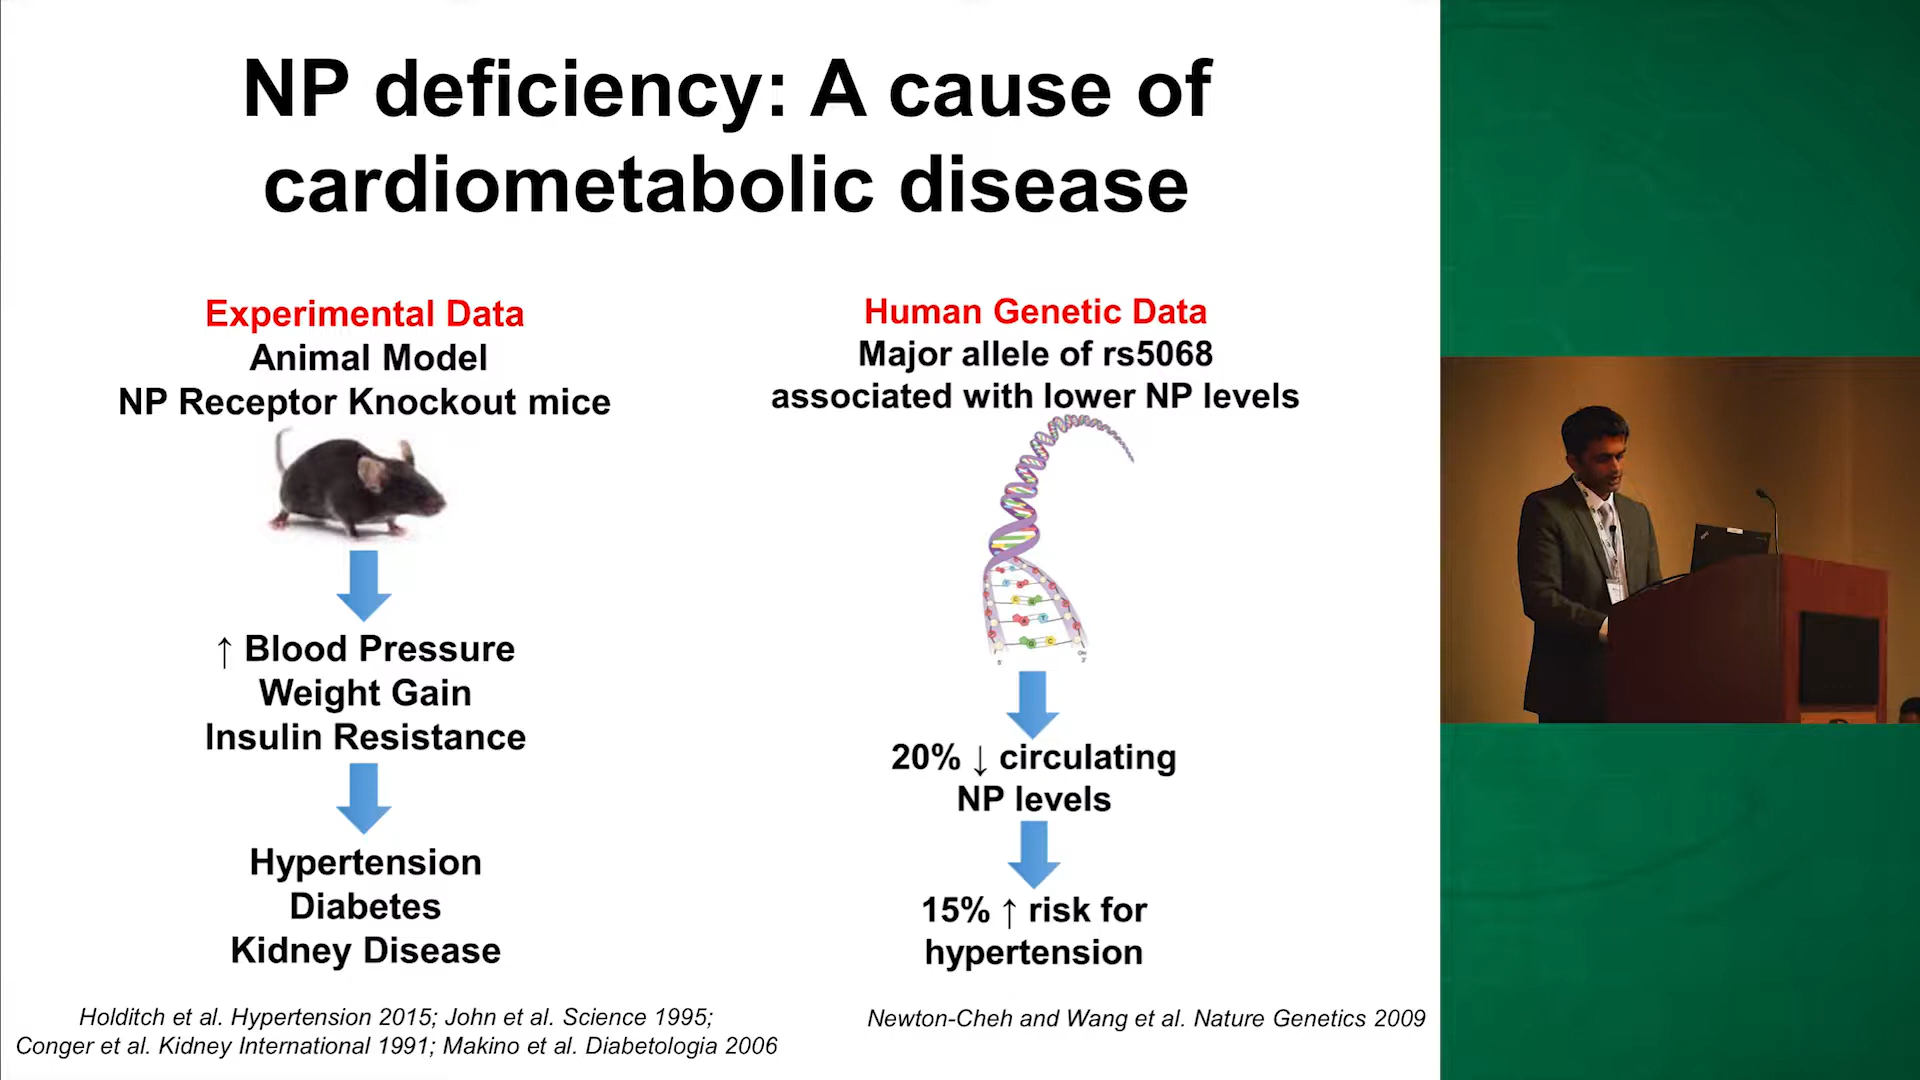 NP deficiency: A cause of
cardiometabolic disease
Experimental Data
Animal Model
NP Receptor Knockout mice
↑ Blood Pressure
Weight Gain
Insulin Resistance
Hypertension
Diabetes
Kidney Disease
Holditch et al. Hypertension 2015; John et al. Science 1995;
Conger et al. Kidney International 1991; Makino et al. Diabetologia 2006
Human Genetic Data
Major allele of rs5068
associated with lower NP levels
20% ↓ circulating
NP levels
15% ↑ risk for
hypertension
Newton-Cheh and Wang et al. Nature Genetics 2009